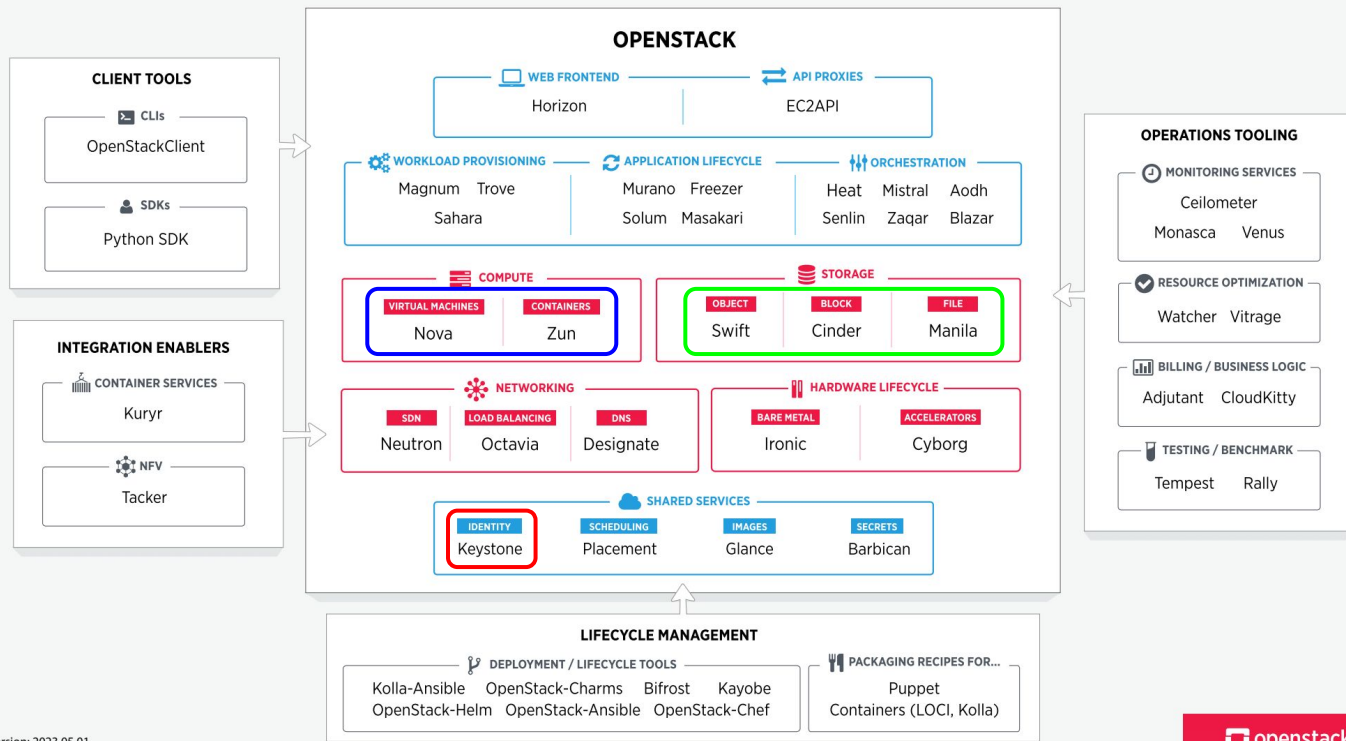 OPENSTACK
WEB FRONTEND
API PROXIES
Horizon
EC2API
WORKLOAD PROVISIONING
APPLICATION LIFECYCLE
ORCHESTRATION
Magnum Trove
Sahara
Murano Freezer
Solum Masakari
Heat Mistral Aodh
Senlin Zaqar Blazar
COMPUTE
VIRTUAL MACHINES
CONTAINERS
Nova
Zun
STORAGE
OBJECT
BLOCK
FILE
Swift
Cinder
Manila
NETWORKING
SDN
LOAD BALANCING
DNS
Neutron
Octavia
Designate
HARDWARE LIFECYCLE
BARE METAL
ACCELERATORS
Ironic
Cyborg
SHARED SERVICES
IDENTITY
SCHEDULING
IMAGES
SECRETS
Keystone
Placement
Glance
Barbican
CLIENT TOOLS
CLIs
OpenStackClient
SDKs
Python SDK
INTEGRATION ENABLERS
CONTAINER SERVICES
Kuryr
NFV
Tacker
OPERATIONS TOOLING
MONITORING SERVICES
Ceilometer
Monasca Venus
RESOURCE OPTIMIZATION
Watcher Vitrage
BILLING / BUSINESS LOGIC
Adjutant CloudKitty
TESTING / BENCHMARK
Tempest Rally
LIFECYCLE MANAGEMENT
DEPLOYMENT / LIFECYCLE TOOLS
Kolla-Ansible OpenStack-Charms Bifrost Kayobe
OpenStack-Helm OpenStack-Ansible OpenStack-Chef
PACKAGING RECIPES FOR...
Puppet
Containers (LOCI, Kolla)
openstack